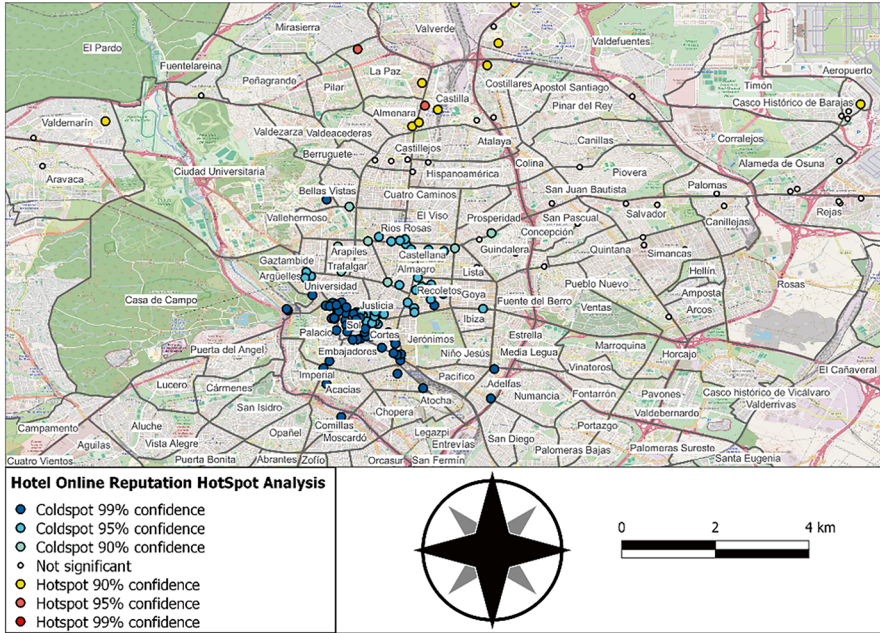 Mirasierra
Valverde
Valdefuentes
El Pardo
Fuentelareina
La Paz
Aeropuerto
Peñagrande
Pilar
Costillares
Apostol Santiago
Timón
Castilla
Pinar del Rey
Casco Histórico de Barajas
Almenara
Valdemarín
Valdezarza
Valdeacederas
Atalaya
Canillas
Corralejos
Berruguete
Castillejos
Colina
Piovera
Alameda de Osuna
Ciudad Universitaria
Hispanoamérica
Aravaca
Bellas Vistas
Cuatro Caminos
San Juan Bautista
Palomas
Vallehermoso
El Viso
Prosperidad
San Pascual
Salvador
Rejas
Rios Rosas
Concepción
Canillejas
Arapiles
Castellana
Guindalera
Quintana
Simancas
Gaztambide
Trafalgar
Almagro
Lista
Hellín
Argüelles
Universidad
Recoletos
Goya
Pueblo Nuevo
Rosas
Casa de Campo
Justicia
Fuente del Berro
Ventas
Amposta
Arcos
Sol
Ibiza
Palacio
Cortes
Jerónimos
Estrella
Puerta del Angel
Embajadores
Niño Jesús
Media Legua
Marroquina
Horcajo
Lucero
Imperial
Pacífico
Vinateros
El Cañaveral
Cármenes
Acacias
Adelfas
Numancia
Fontarrón
Pavones
Casco histórico de Vicálvaro
San Isidro
Chopera
Atocha
Valdebernardo
Valderrivas
Campamento
Aluche
Comillas
Portazgo
Aguilas
Vista Alegre
Opañel
Moscardó
Legazpi
Entrevías
San Diego
Palomeras Bajas
Palomeras Sureste
Cuatro Vientos
Puerta Bonita
Abrantes
Zofío
Orcasur
San Fermín
Santa Eugenia
Hotel Online Reputation HotSpot Analysis
Coldspot 99% confidence
Coldspot 95% confidence
Coldspot 90% confidence
Not significant
Hotspot 90% confidence
Hotspot 95% confidence
Hotspot 99% confidence
0 2 4 km